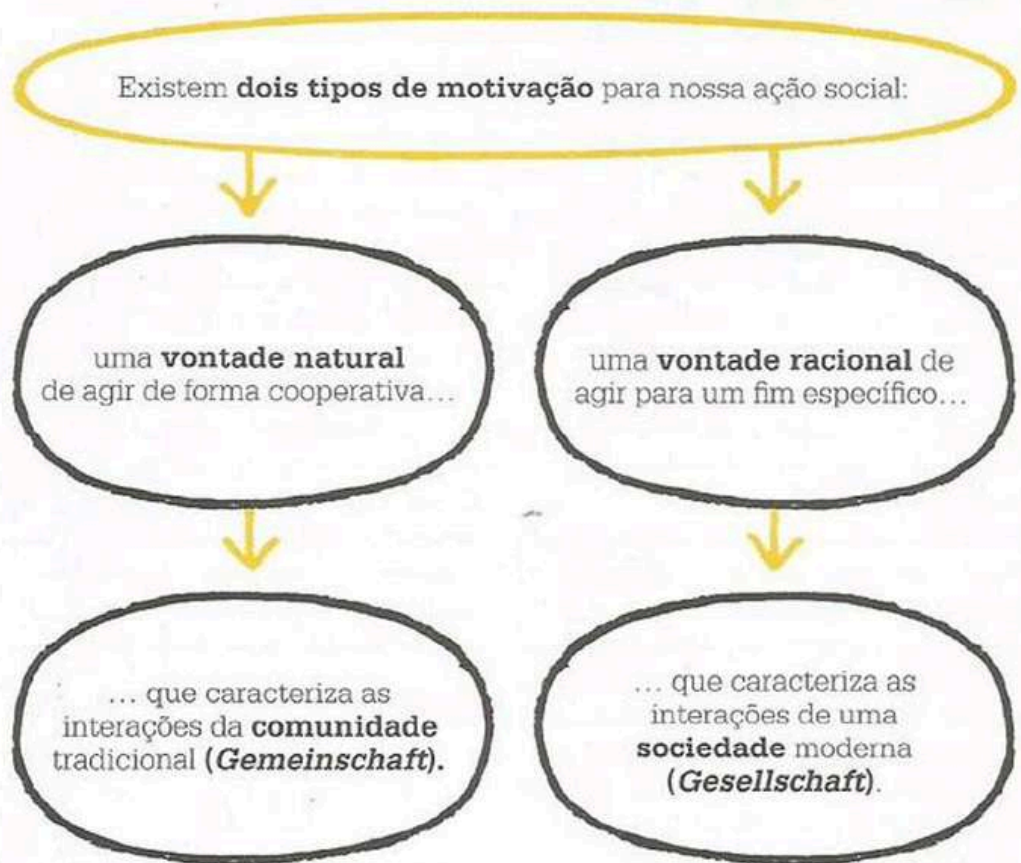 Existem dois tipos de motivação para nossa ação social:
uma vontade natural
de agir de forma cooperativa...
uma vontade racional de
agir para um fim específico...
... que caracteriza as
interações da comunidade
tradicional (Gemeinschaft).
... que caracteriza as
interações de uma
sociedade moderna
(Gesellschaft).